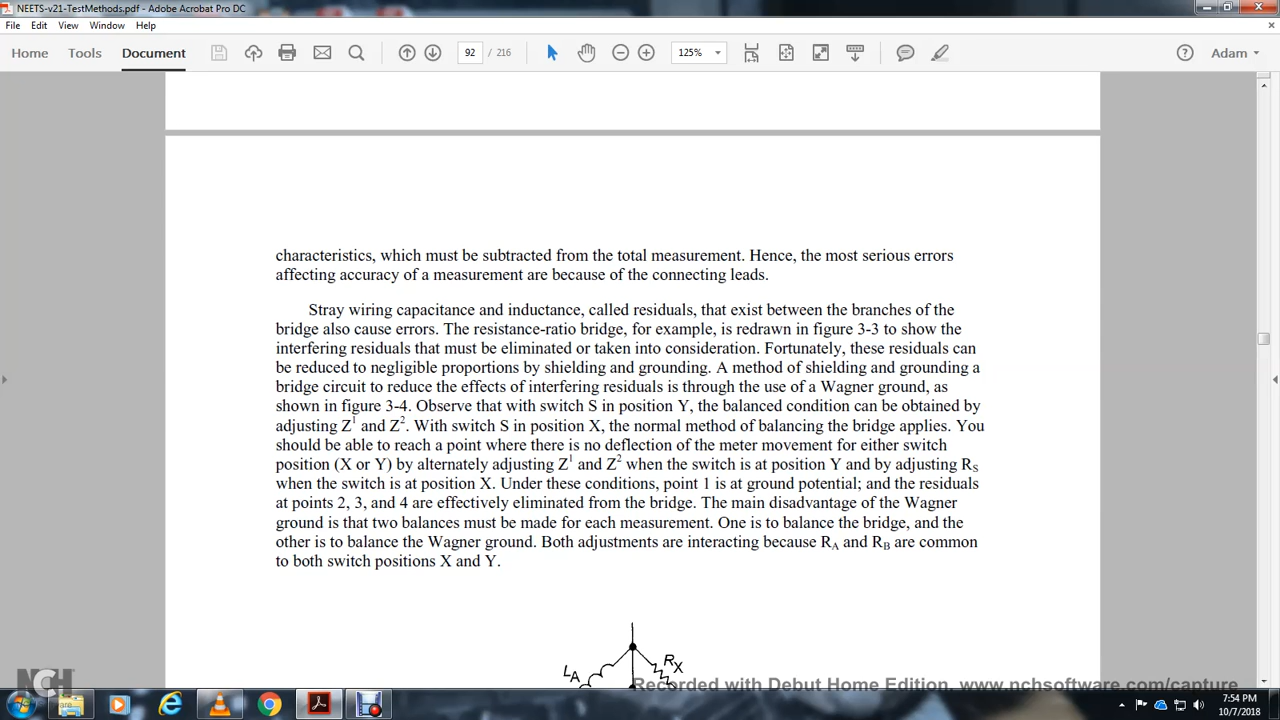 NEETS-v21-TestMethods.pdf - Adobe Acrobat Pro DC
File Edit View Window Help
Home Tools Document 92 / 216 125% Adam
characteristics, which must be subtracted from the total measurement. Hence, the most serious errors
affecting accuracy of a measurement are because of the connecting leads.
Stray wiring capacitance and inductance, called residuals, that exist between the branches of the
bridge also cause errors. The resistance-ratio bridge, for example, is redrawn in figure 3-3 to show the
interfering residuals that must be eliminated or taken into consideration. Fortunately, these residuals can
be reduced to negligible proportions by shielding and grounding. A method of shielding and grounding a
bridge circuit to reduce the effects of interfering residuals is through the use of a Wagner ground, as
shown in figure 3-4. Observe that with switch S in position Y, the balanced condition can be obtained by
adjusting Z¹ and Z². With switch S in position X, the normal method of balancing the bridge applies. You
should be able to reach a point where there is no deflection of the meter movement for either switch
position (X or Y) by alternately adjusting Z¹ and Z² when the switch is at position Y and by adjusting RS
when the switch is at position X. Under these conditions, point 1 is at ground potential; and the residuals
at points 2, 3, and 4 are effectively eliminated from the bridge. The main disadvantage of the Wagner
ground is that two balances must be made for each measurement. One is to balance the bridge, and the
other is to balance the Wagner ground. Both adjustments are interacting because RA and RB are common
to both switch positions X and Y.
LA RX
NCH
Recorded with Debut Home Edition. www.nchsoftware.com/capture
7:54 PM
10/7/2018